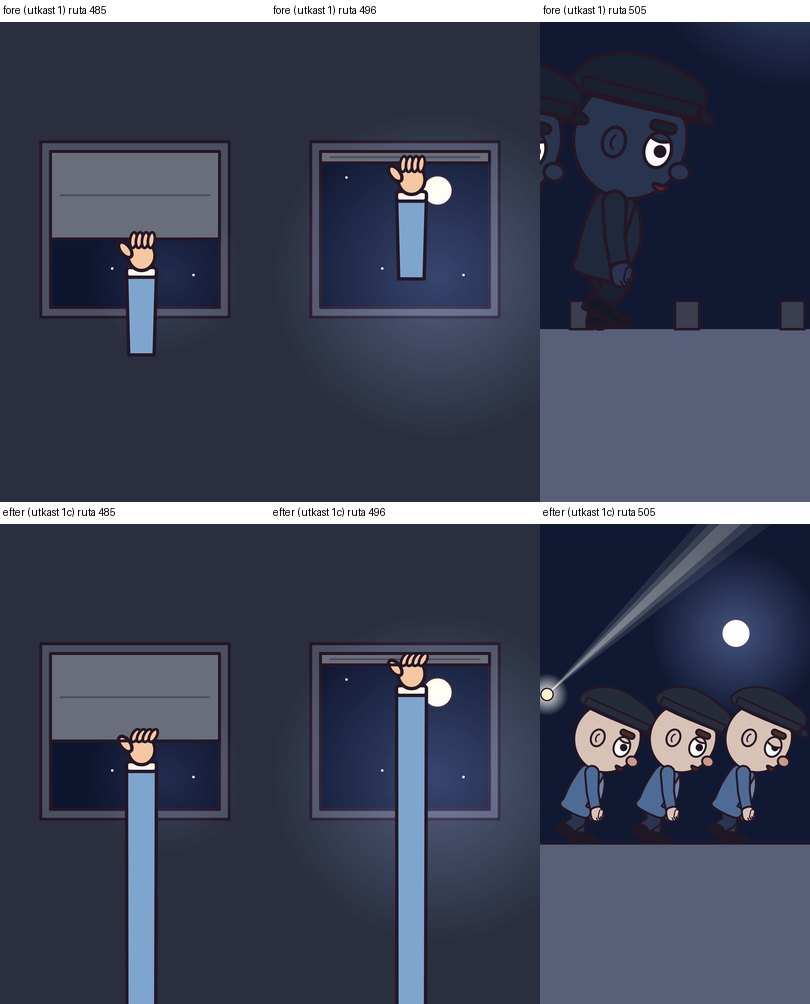 fore (utkast 1) ruta 485
fore (utkast 1) ruta 496
fore (utkast 1) ruta 505
efter (utkast 1c) ruta 485
efter (utkast 1c) ruta 496
efter (utkast 1c) ruta 505